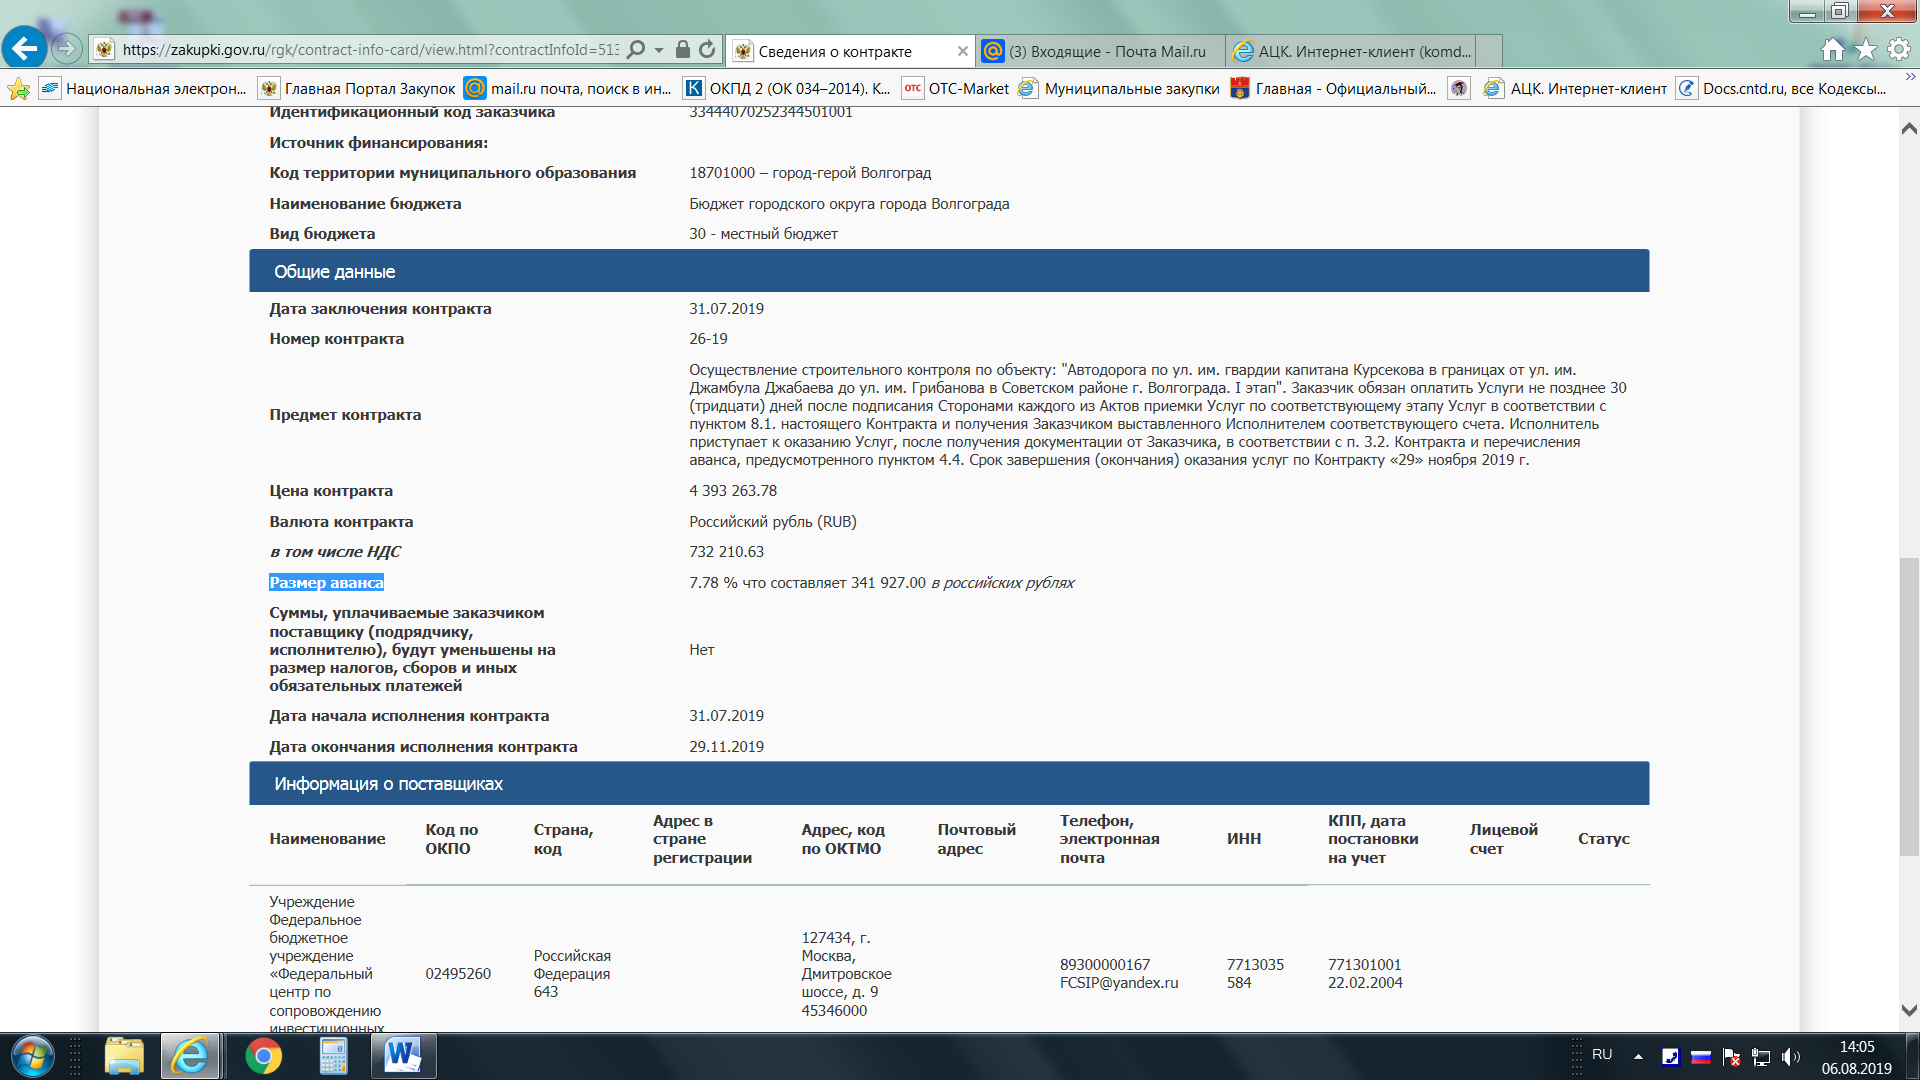 https://zakupki.gov.ru/rgk/contract-info-card/view.html?contractInfoId=513
Сведения о контракте
(3) Входящие - Почта Mail.ru
АЦК. Интернет-клиент (komd...
Национальная электрон...
Главная Портал Закупок
mail.ru почта, поиск в ин...
ОКПД 2 (ОК 034–2014). К...
ОТС-Market
Муниципальные закупки
Главная - Официальный...
АЦК. Интернет-клиент
Docs.cntd.ru, все Кодексы...
Идентификационный код заказчика 33444070252344501001
Источник финансирования:
Код территории муниципального образования 18701000 – город-герой Волгоград
Наименование бюджета Бюджет городского округа города Волгограда
Вид бюджета 30 - местный бюджет
Общие данные
Дата заключения контракта 31.07.2019
Номер контракта 26-19
Предмет контракта
Осуществление строительного контроля по объекту: "Автодорога по ул. им. гвардии капитана Курсекова в границах от ул. им.
Джамбула Джабаева до ул. им. Грибанова в Советском районе г. Волгограда. I этап". Заказчик обязан оплатить Услуги не позднее 30
(тридцати) дней после подписания Сторонами каждого из Актов приемки Услуг по соответствующему этапу Услуг в соответствии с
пунктом 8.1. настоящего Контракта и получения Заказчиком выставленного Исполнителем соответствующего счета. Исполнитель
приступает к оказанию Услуг, после получения документации от Заказчика, в соответствии с п. 3.2. Контракта и перечисления
аванса, предусмотренного пунктом 4.4. Срок завершения (окончания) оказания услуг по Контракту «29» ноября 2019 г.
Цена контракта 4 393 263.78
Валюта контракта Российский рубль (RUB)
в том числе НДС 732 210.63
Размер аванса 7.78 % что составляет 341 927.00 в российских рублях
Суммы, уплачиваемые заказчиком
поставщику (подрядчику,
исполнителю), будут уменьшены на
размер налогов, сборов и иных
обязательных платежей
Нет
Дата начала исполнения контракта 31.07.2019
Дата окончания исполнения контракта 29.11.2019
Информация о поставщиках
Наименование
Код по
ОКПО
Страна,
код
Адрес в
стране
регистрации
Адрес, код
по ОКТМО
Почтовый
адрес
Телефон,
электронная
почта
ИНН
КПП, дата
постановки
на учет
Лицевой
счет
Статус
Учреждение
Федеральное
бюджетное
учреждение
«Федеральный
центр по
сопровождению
инвестиционных
02495260
Российская
Федерация
643
127434, г.
Москва,
Дмитровское
шоссе, д. 9
45346000
89300000167
FCSIP@yandex.ru
7713035
584
771301001
22.02.2004
RU
14:05
06.08.2019